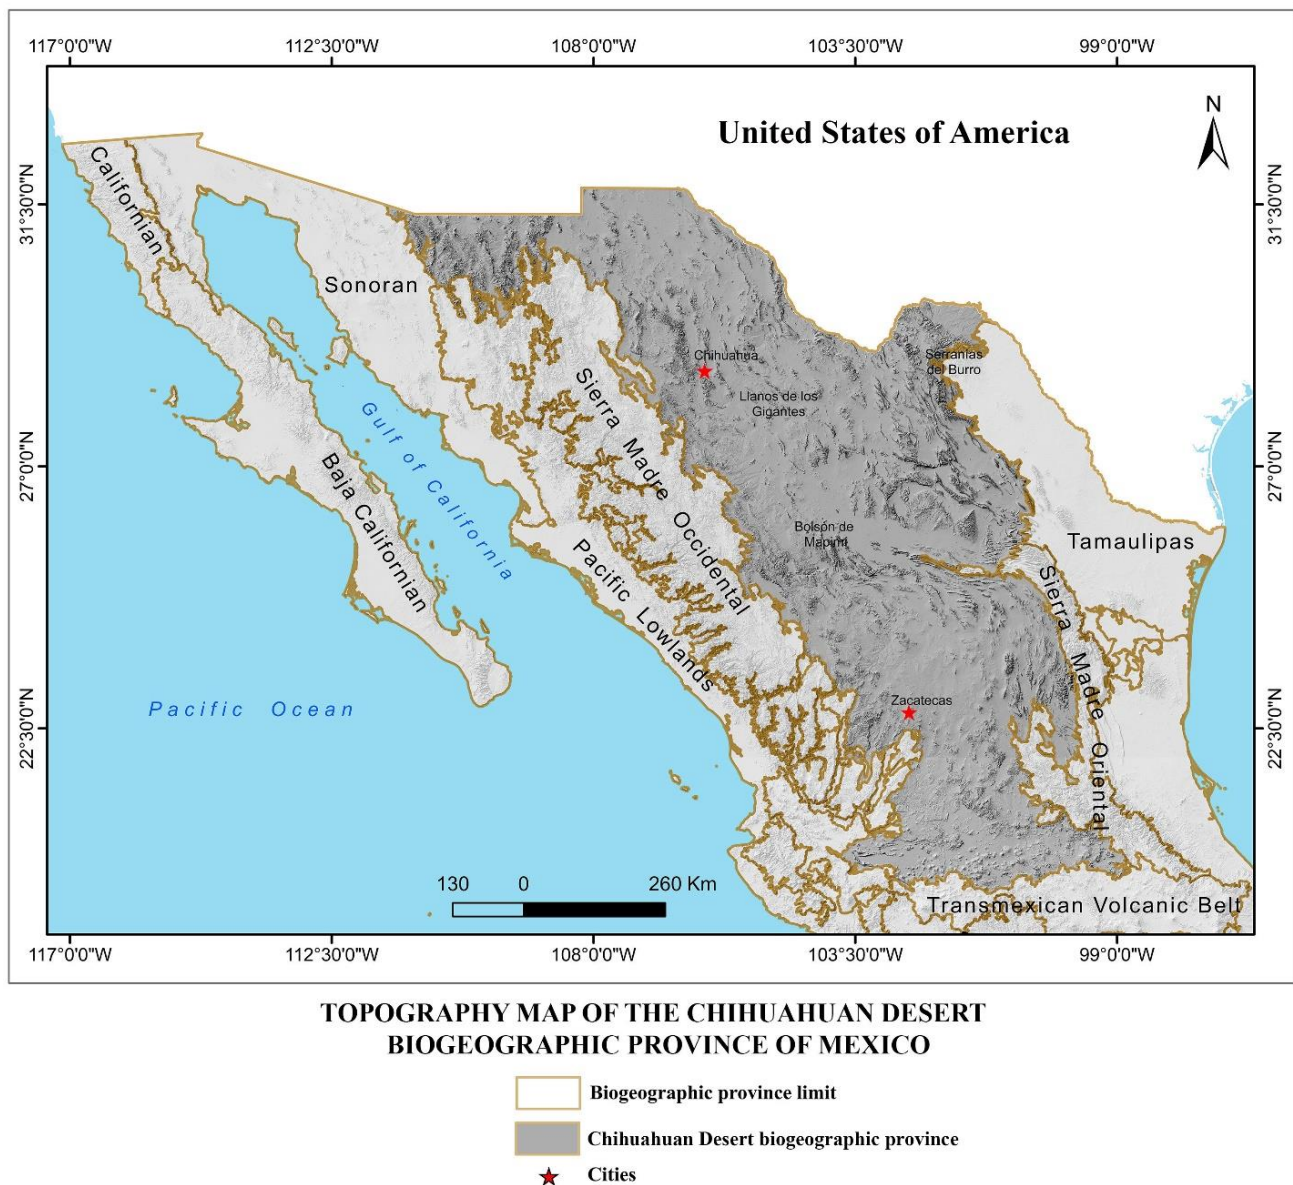 117°0'0"W 112°30'0"W 108°0'0"W 103°30'0"W 99°0'0"W
N
United States of America
31°30'0"N
31°30'0"N
Californian
Sonoran
Chihuahua
Serranías
del Burro
Llanos de los
Gigantes
Sierra Madre Occidental
Gulf of California
27°0'0"N
27°0'0"N
Baja Californian
Bolsón de
Mapimí
Tamaulipas
Pacific Lowlands
Sierra Madre Oriental
Zacatecas
Pacific Ocean
22°30'0"N
22°30'0"N
130 0 260 Km
Transmexican Volcanic Belt
117°0'0"W 112°30'0"W 108°0'0"W 103°30'0"W 99°0'0"W
TOPOGRAPHY MAP OF THE CHIHUAHUAN DESERT
BIOGEOGRAPHIC PROVINCE OF MEXICO
Biogeographic province limit
Chihuahuan Desert biogeographic province
Cities